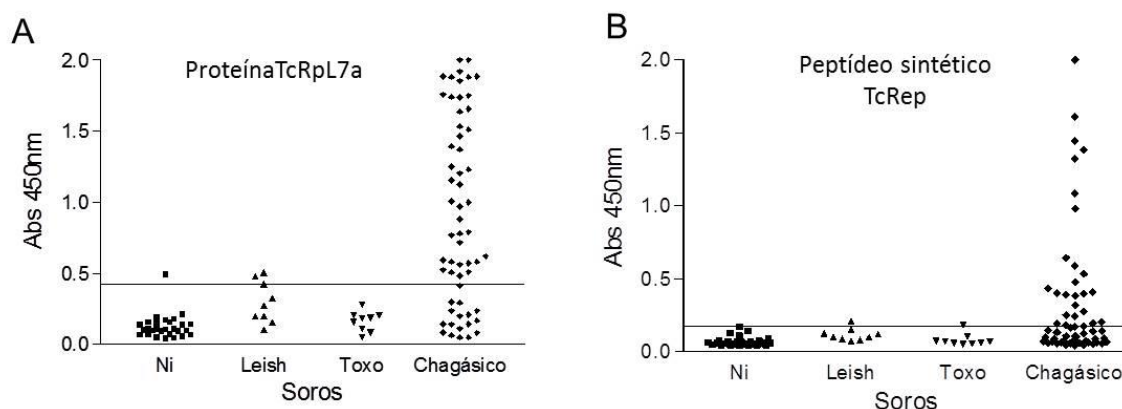 A
ProteínaTcRpL7a
2.0
1.5
1.0
0.5
0.0
Abs 450nm
Ni Leish Toxo Chagásico
Soros
B
Peptídeo sintético
TcRep
2.0
1.5
1.0
0.5
0.0
Abs 450nm
Ni Leish Toxo Chagásico
Soros